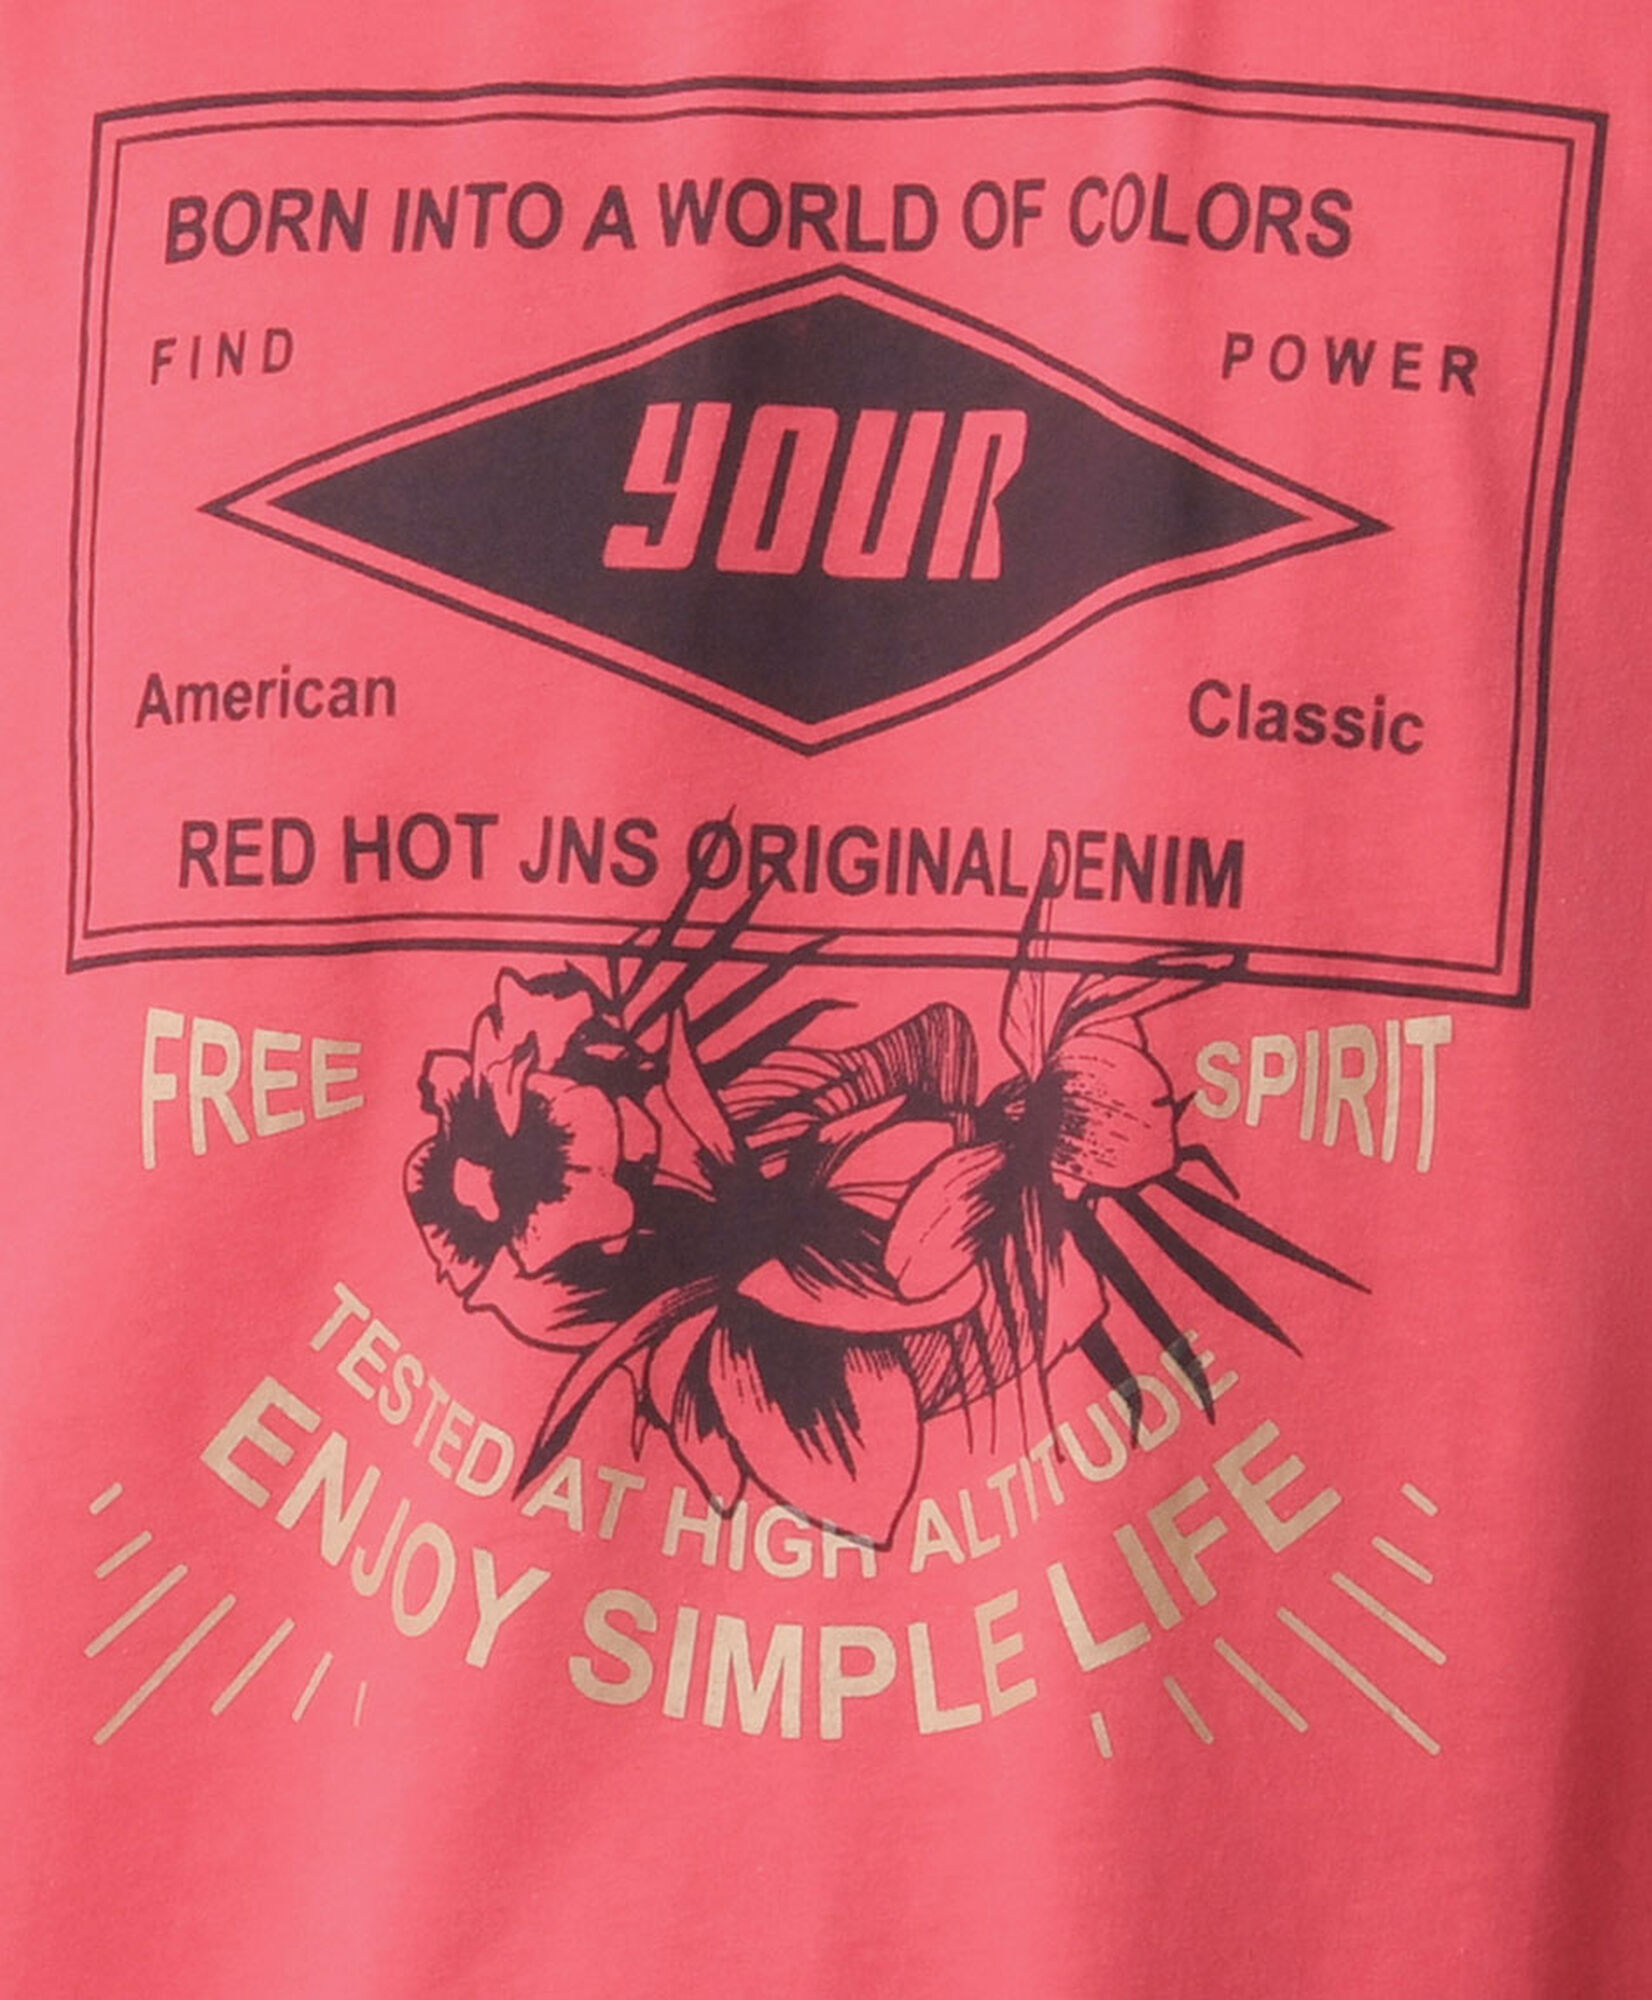 BORN INTO A WORLD OF COLORS
FIND POWER
YOUR
American Classic
RED HOT JNS ORIGINAL DENIM
FREE SPIRIT
TESTED AT HIGH ALTITUDE
ENJOY SIMPLE LIFE